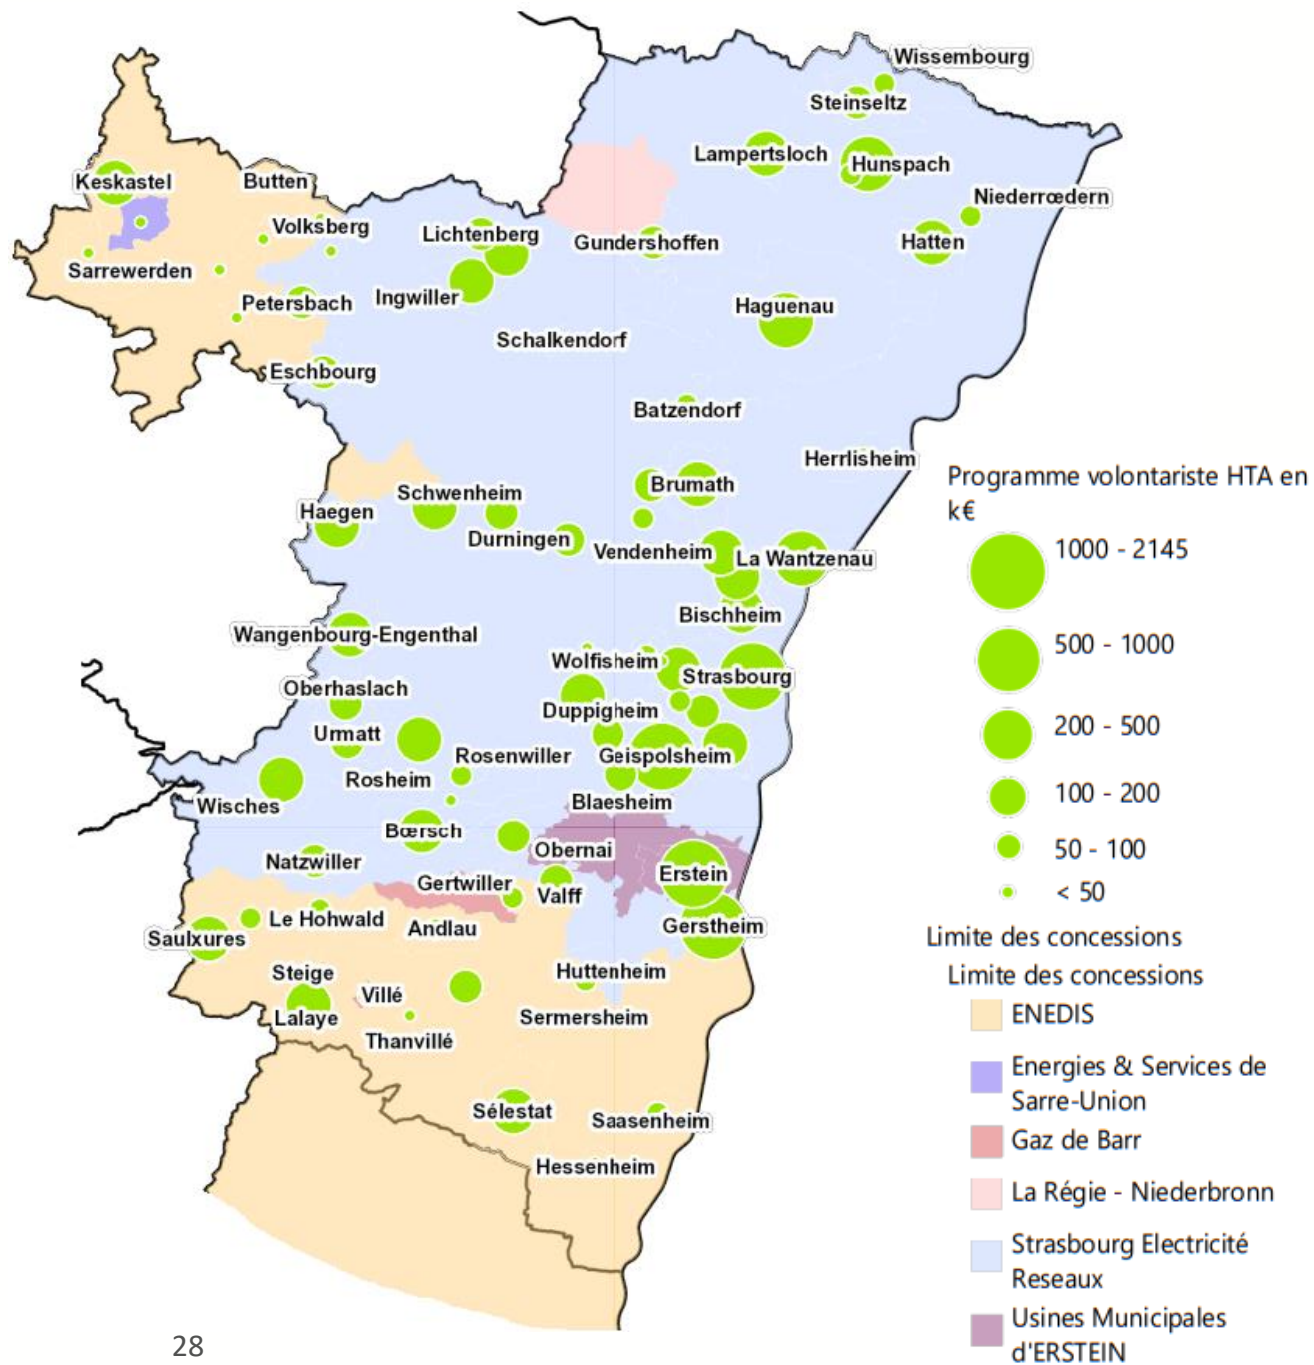 Wissembourg
Steinseltz
Lampertsloch
Hunspach
Keskastel
Butten
Niederrœdern
Volksberg
Lichtenberg
Gundershoffen
Hatten
Sarrewerden
Petersbach
Ingwiller
Haguenau
Schalkendorf
Eschbourg
Batzendorf
Herrlisheim
Brumath
Schwenheim
Haegen
Durningen
Vendenheim
La Wantzenau
Bischheim
Wangenbourg-Engenthal
Wolfisheim
Strasbourg
Oberhaslach
Duppigheim
Urmatt
Rosenwiller
Geispolsheim
Rosheim
Wisches
Blaesheim
Bœrsch
Obernai
Natzwiller
Erstein
Gertwiller
Valff
Le Hohwald
Andlau
Gerstheim
Saulxures
Steige
Huttenheim
Villé
Lalaye
Sermersheim
Thanvillé
Sélestat
Saasenheim
Hessenheim
Programme volontariste HTA en
k€
1000 - 2145
500 - 1000
200 - 500
100 - 200
50 - 100
< 50
Limite des concessions
Limite des concessions
ENEDIS
Energies & Services de
Sarre-Union
Gaz de Barr
La Régie - Niederbronn
Strasbourg Electricité
Reseaux
Usines Municipales
d'ERSTEIN
28